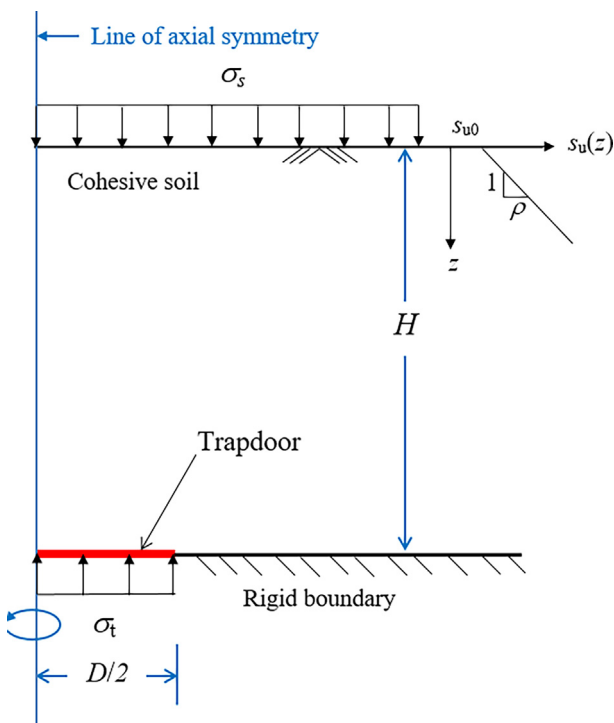 Line of axial symmetry
σs
su0
su(z)
Cohesive soil
1
ρ
z
H
Trapdoor
Rigid boundary
σt
D/2